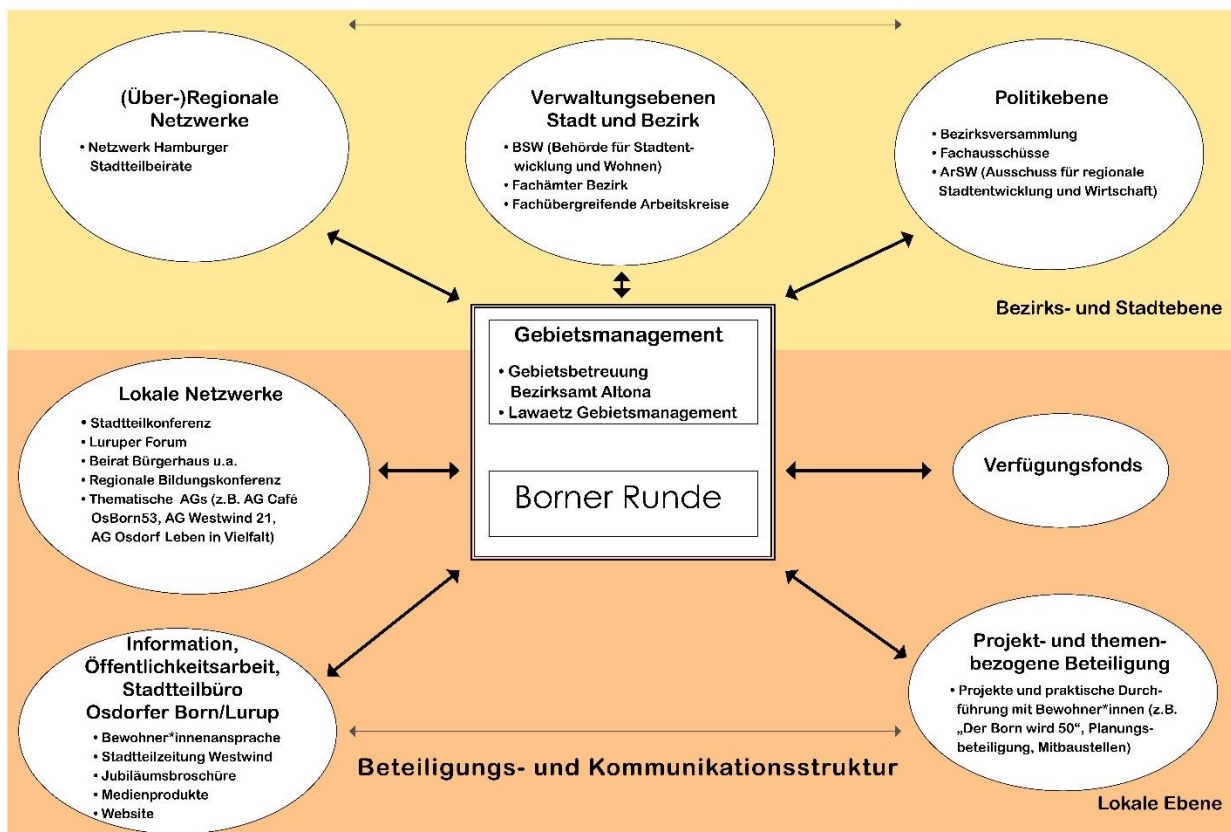 (Über-)Regionale
Netzwerke
• Netzwerk Hamburger
Stadtteilbeiräte
Verwaltungsebenen
Stadt und Bezirk
• BSW (Behörde für Stadtent-
wicklung und Wohnen)
• Fachämter Bezirk
• Fachübergreifende Arbeitskreise
Politikebene
• Bezirksversammlung
• Fachausschüsse
• ArSW (Ausschuss für regionale
Stadtentwicklung und Wirtschaft)
Bezirks- und Stadtebene
Gebietsmanagement
• Gebietsbetreuung
Bezirksamt Altona
• Lawaetz Gebietsmanagement
Borner Runde
Lokale Netzwerke
• Stadtteilkonferenz
• Luruper Forum
• Beirat Bürgerhaus u.a.
• Regionale Bildungskonferenz
• Thematische AGs (z.B. AG Café
OsBorn53, AG Westwind 21,
AG Osdorf Leben in Vielfalt)
Verfügungsfonds
Information,
Öffentlichkeitsarbeit,
Stadtteilbüro
Osdorfer Born/Lurup
• Bewohner*innenansprache
• Stadtteilzeitung Westwind
• Jubiläumsbroschüre
• Medienprodukte
• Website
Projekt- und themen-
bezogene Beteiligung
• Projekte und praktische Durch-
führung mit Bewohner*innen (z.B.
„Der Born wird 50“, Planungs-
beteiligung, Mitbaustellen)
Beteiligungs- und Kommunikationsstruktur
Lokale Ebene